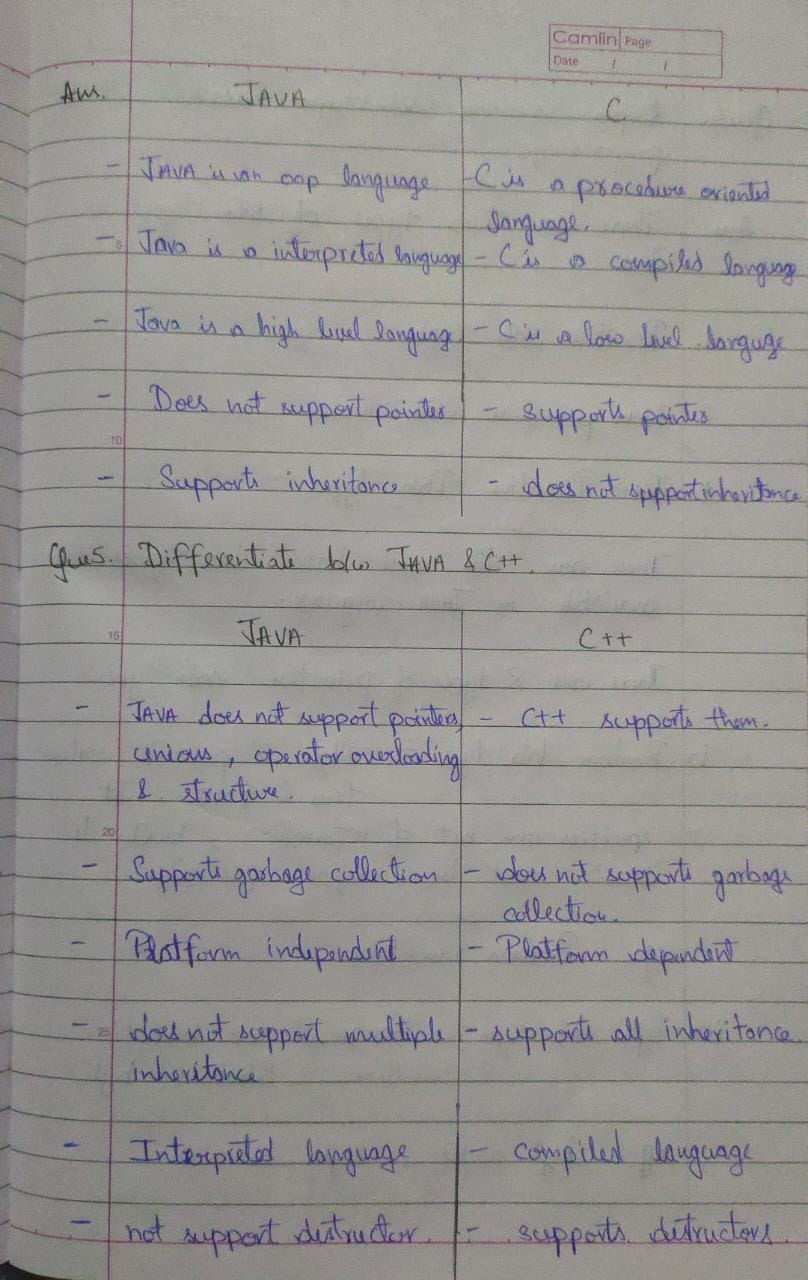 Camlin Page
Date / /
Ans. JAVA C
- JAVA is an oop language - C is a procedure oriented
language.
5 - Java is a interpreted language - C is a compiled language
- Java is a high level language - C is a low level languge
- Does not support pointer - supports pointer
10
- Supports inheritance - does not support inheritance
Ques. Differentiate b/w JAVA & C++.
15 JAVA C++
- JAVA does not support pointers, - C++ supports them.
unions, operator overloading
& structure.
20
- Supports garbage collection - does not supports garbage
collection.
- Platform independent - Platform dependent
25 - does not support multiple - supports all inheritance.
inheritance
- Interpreted language - compiled language
- not support destructor. - supports destructors.